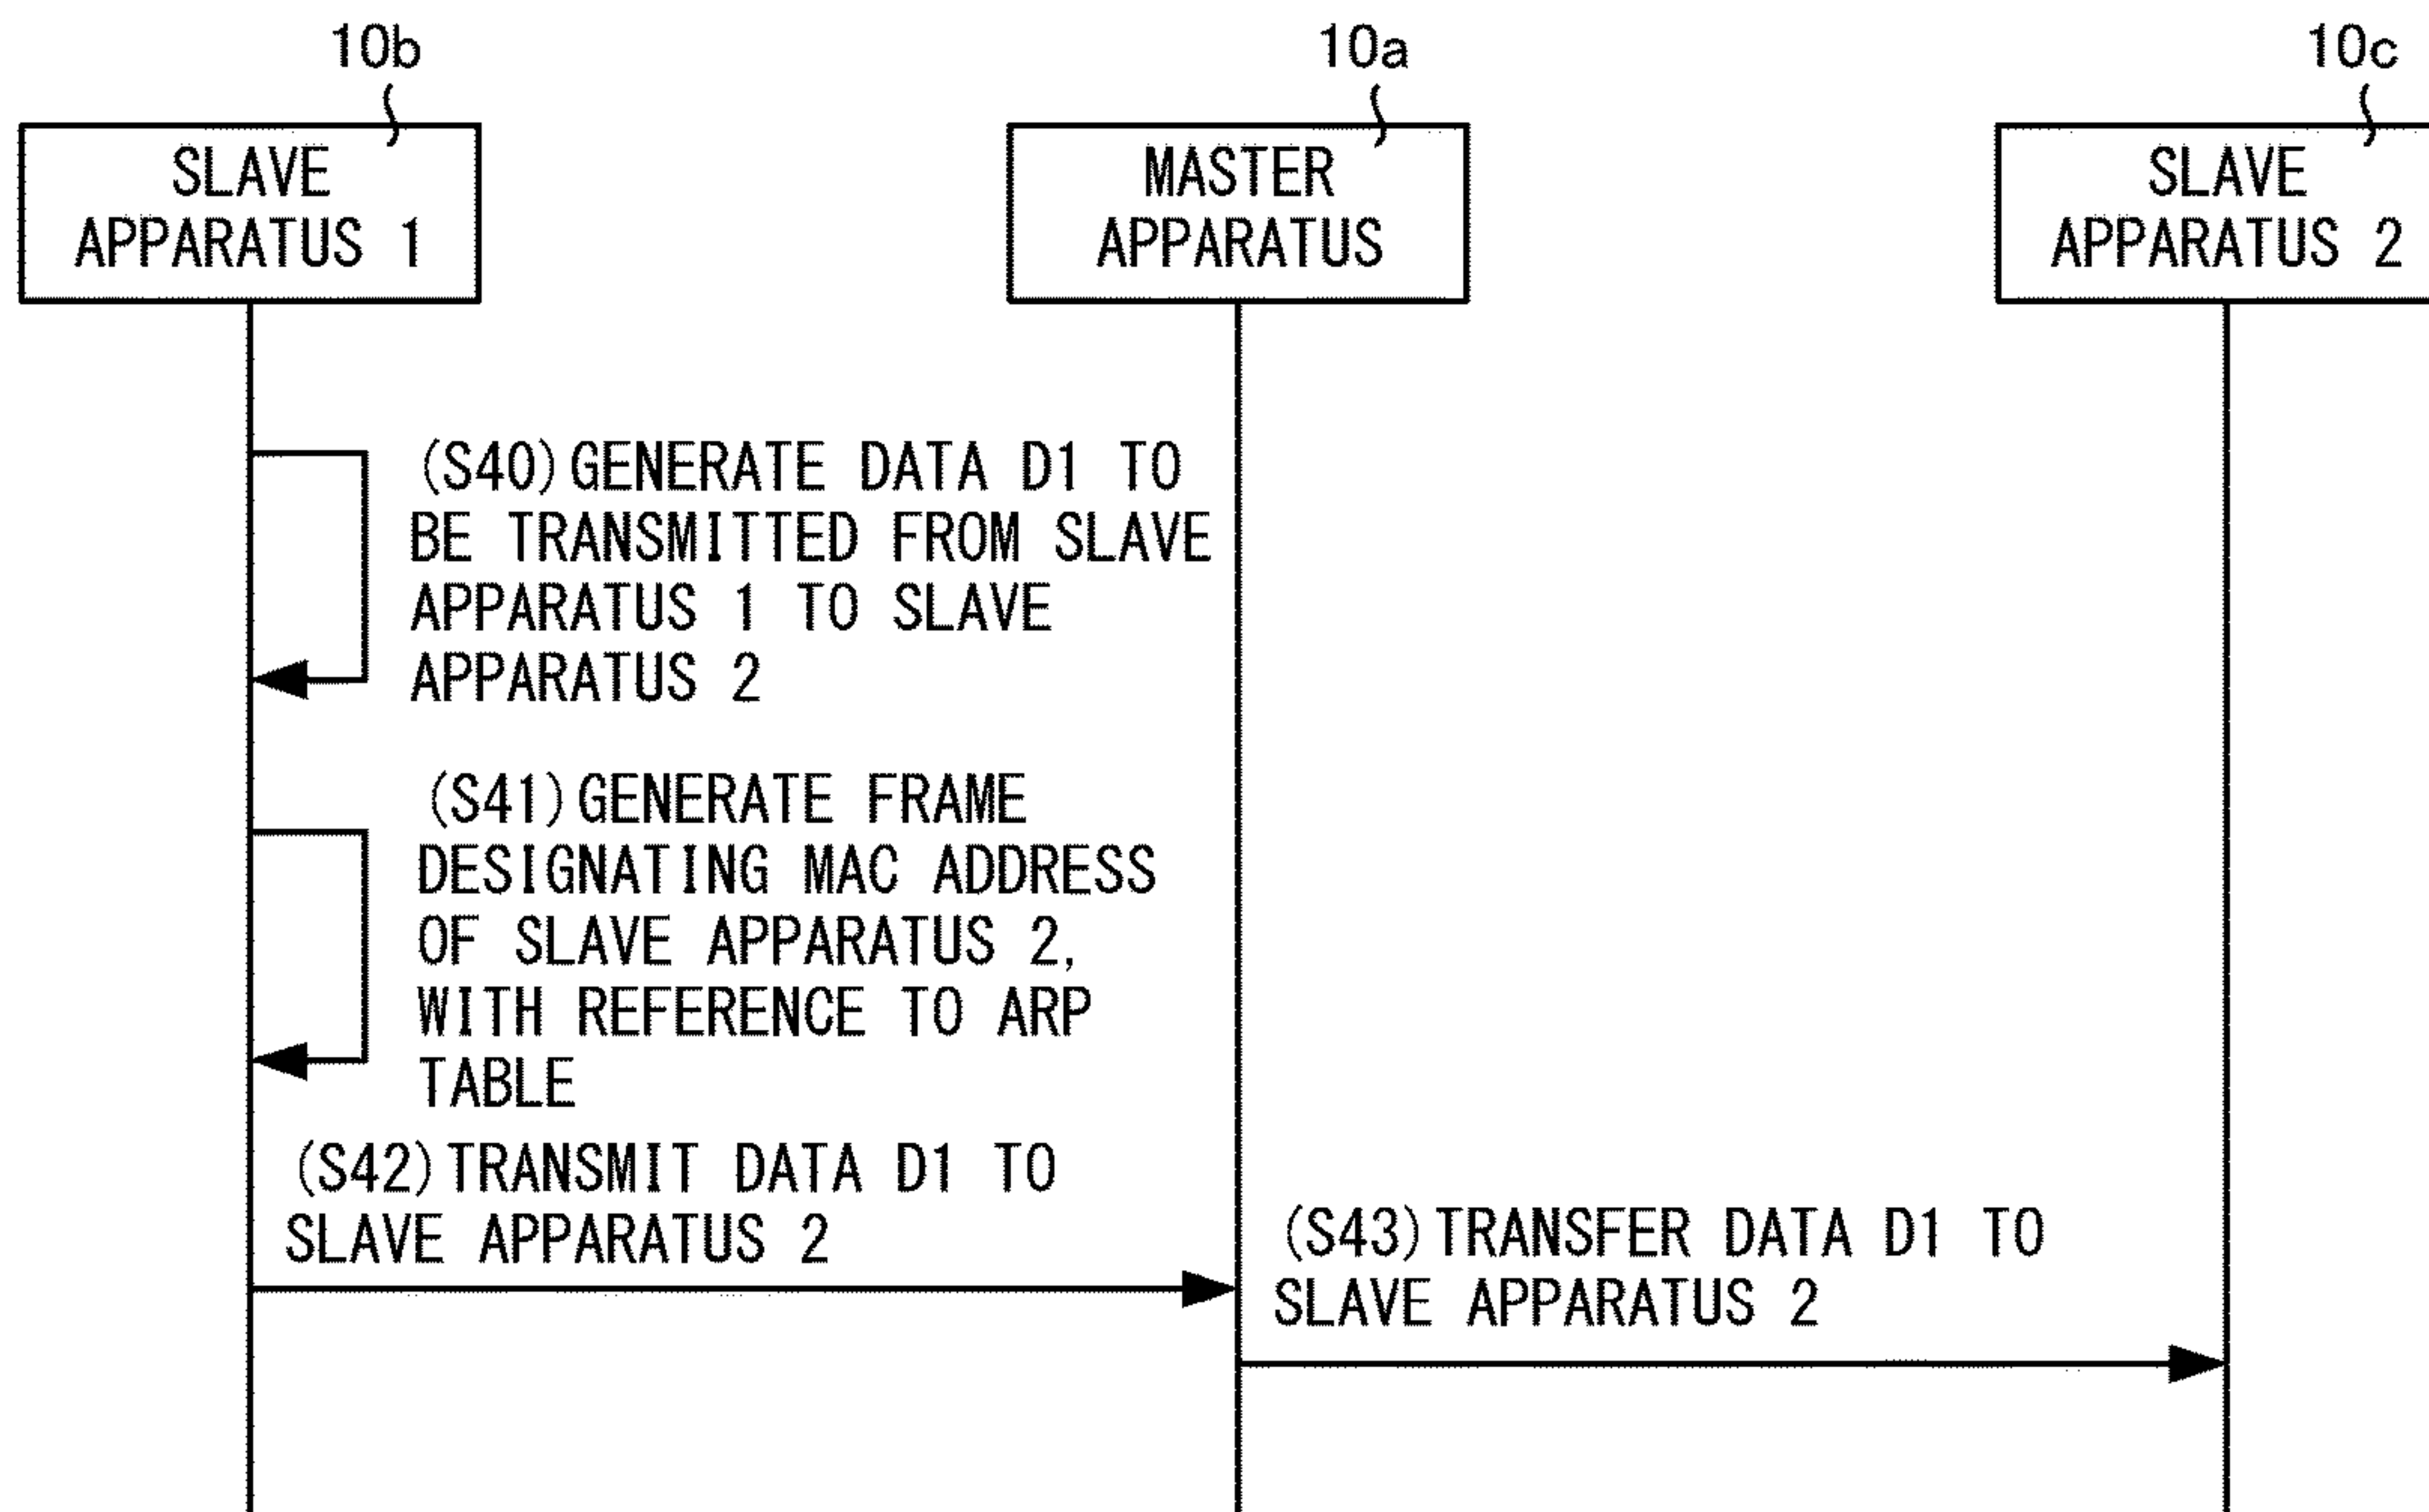 10b
10a
10c
SLAVE
APPARATUS 1
MASTER
APPARATUS
SLAVE
APPARATUS 2
(S40) GENERATE DATA D1 TO
BE TRANSMITTED FROM SLAVE
APPARATUS 1 TO SLAVE
APPARATUS 2
(S41) GENERATE FRAME
DESIGNATING MAC ADDRESS
OF SLAVE APPARATUS 2,
WITH REFERENCE TO ARP
TABLE
(S42) TRANSMIT DATA D1 TO
SLAVE APPARATUS 2
(S43) TRANSFER DATA D1 TO
SLAVE APPARATUS 2